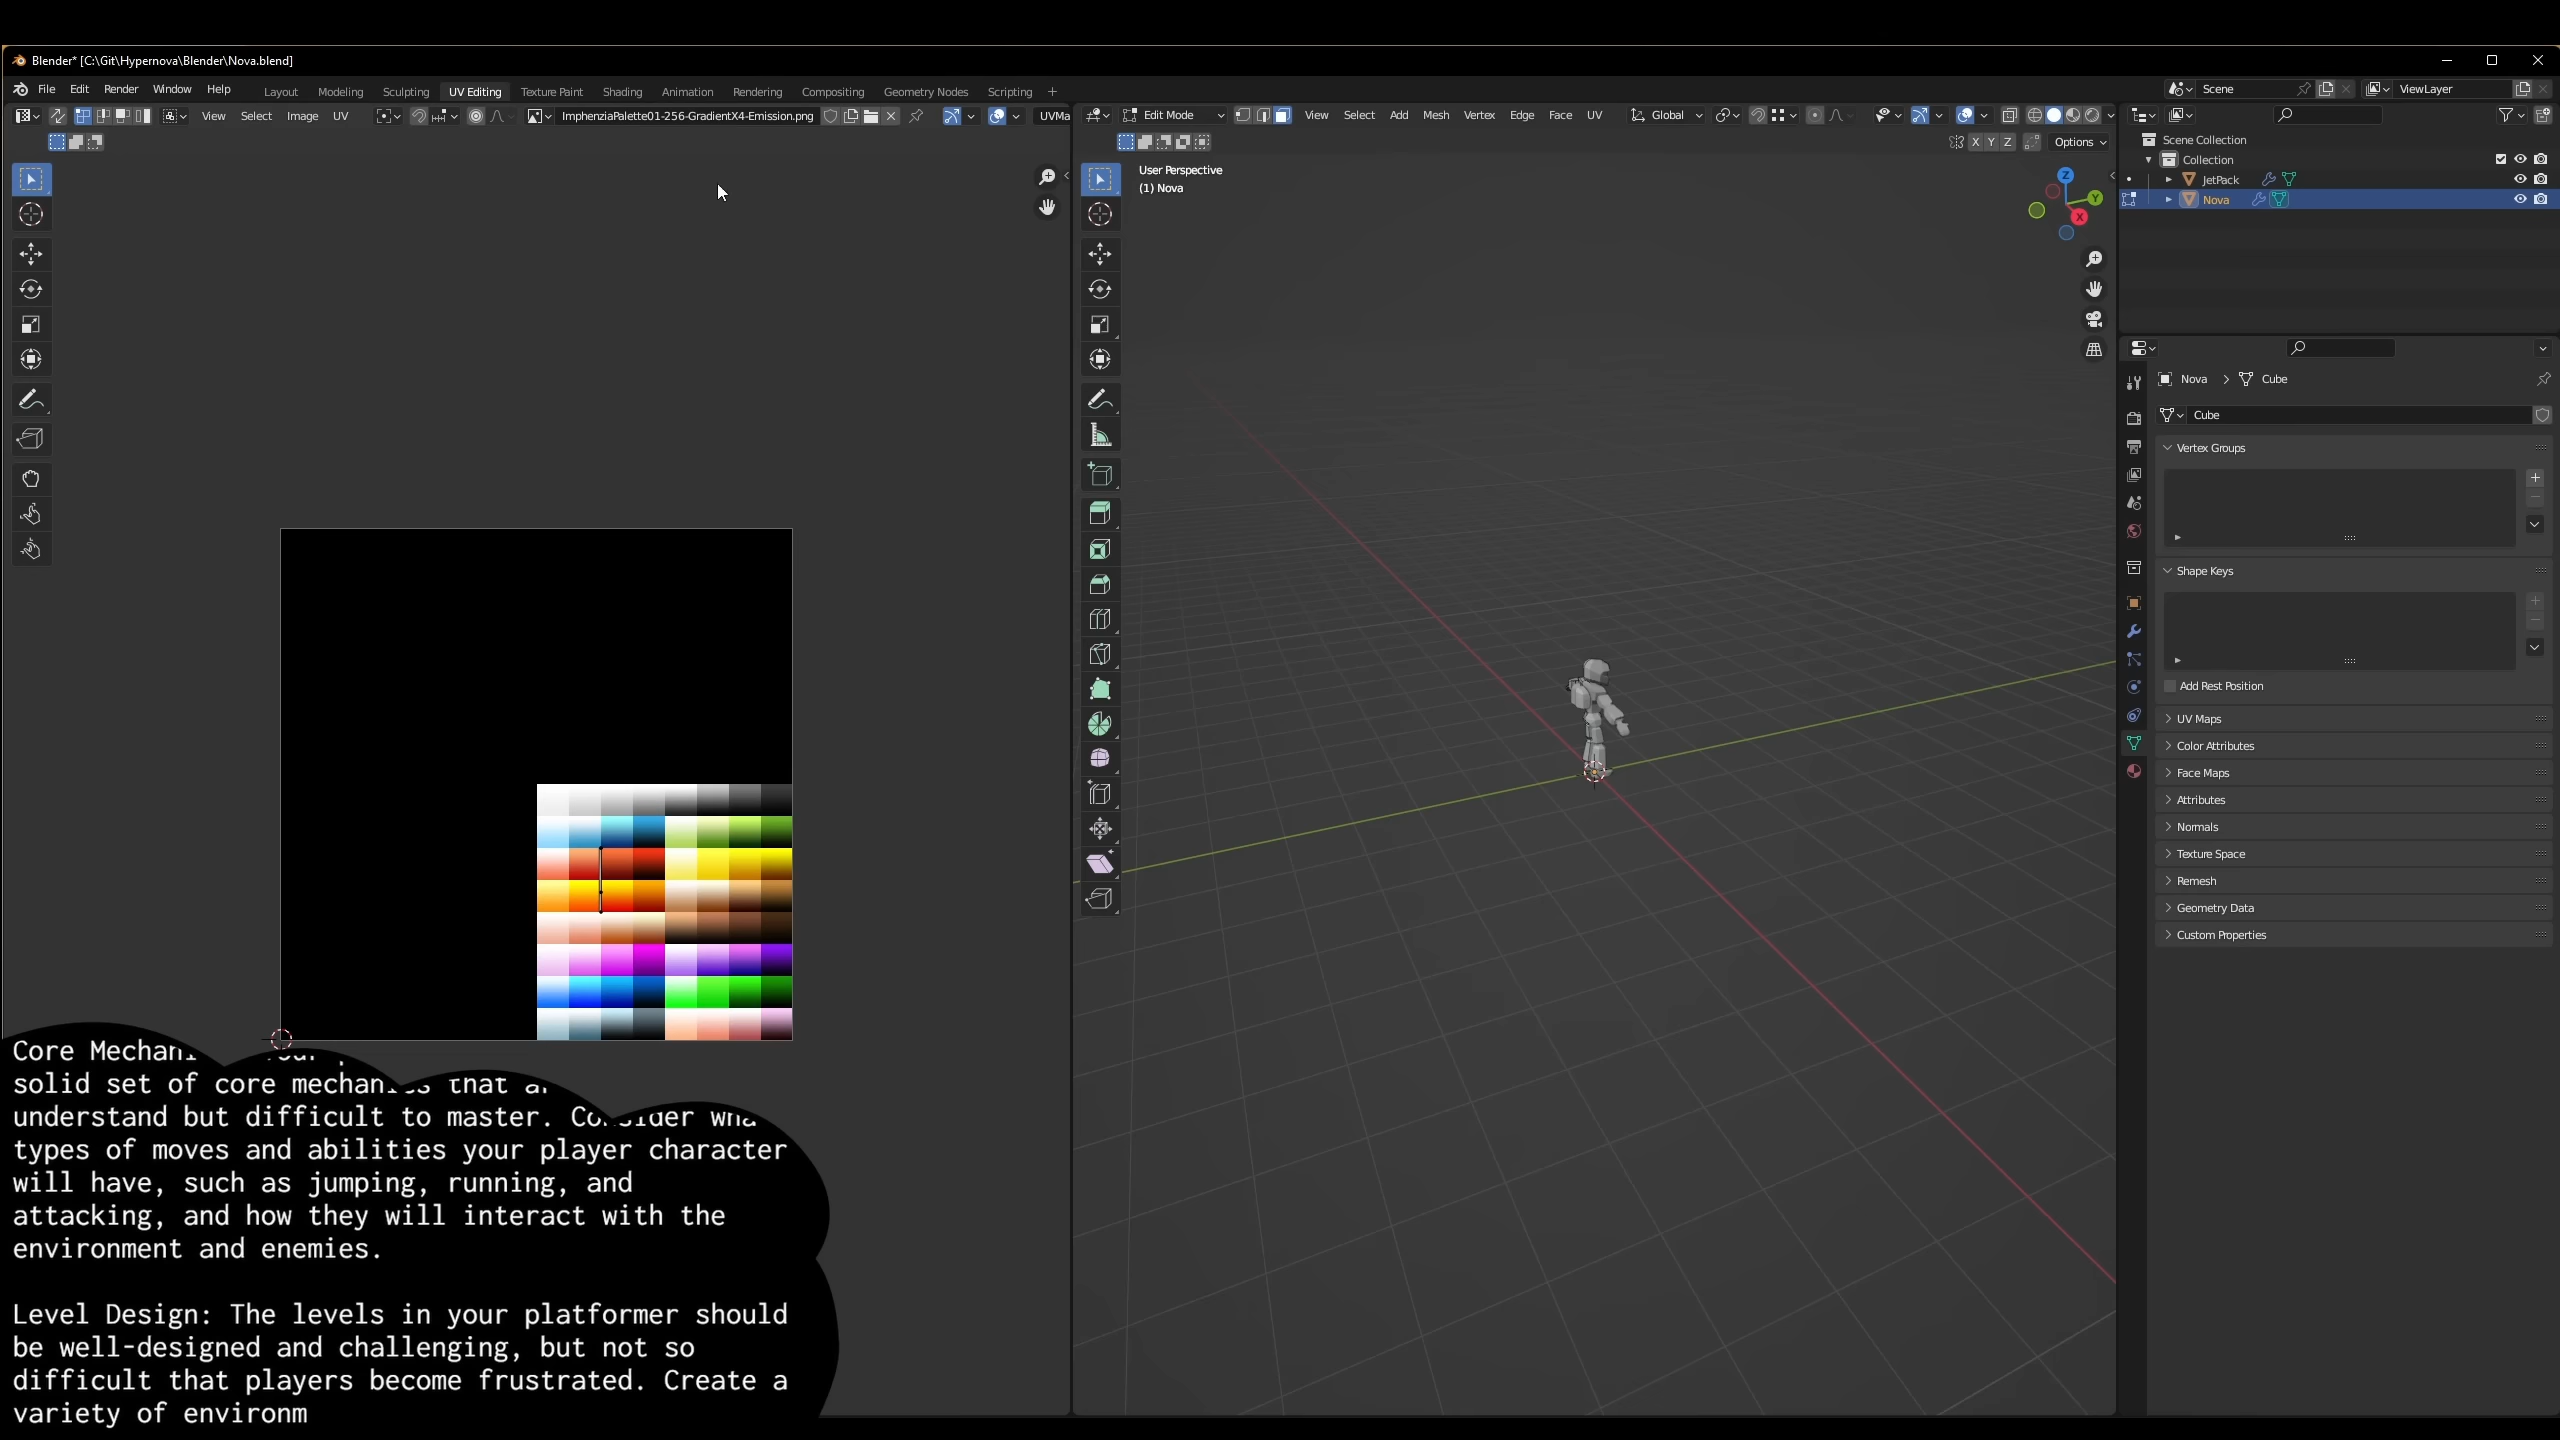 Blender* [C:\Git\Hypernova\Blender\Nova.blend]
File Edit Render Window Help
Layout Modeling Sculpting UV Editing Texture Paint Shading Animation Rendering Compositing Geometry Nodes Scripting
Scene ViewLayer
View Select Image UV ImphenziaPalette01-256-GradientX4-Emission.png UVMa
Edit Mode View Select Add Mesh Vertex Edge Face UV Global
X Y Z Options
User Perspective
(1) Nova
Z
Y
X
Scene Collection
Collection
JetPack
Nova
Nova > Cube
Cube
Vertex Groups
Shape Keys
Add Rest Position
UV Maps
Color Attributes
Face Maps
Attributes
Normals
Texture Space
Remesh
Geometry Data
Custom Properties
Core Mechani
solid set of core mechanics that a
understand but difficult to master. Consider wha
types of moves and abilities your player character
will have, such as jumping, running, and
attacking, and how they will interact with the
environment and enemies.
Level Design: The levels in your platformer should
be well-designed and challenging, but not so
difficult that players become frustrated. Create a
variety of environm